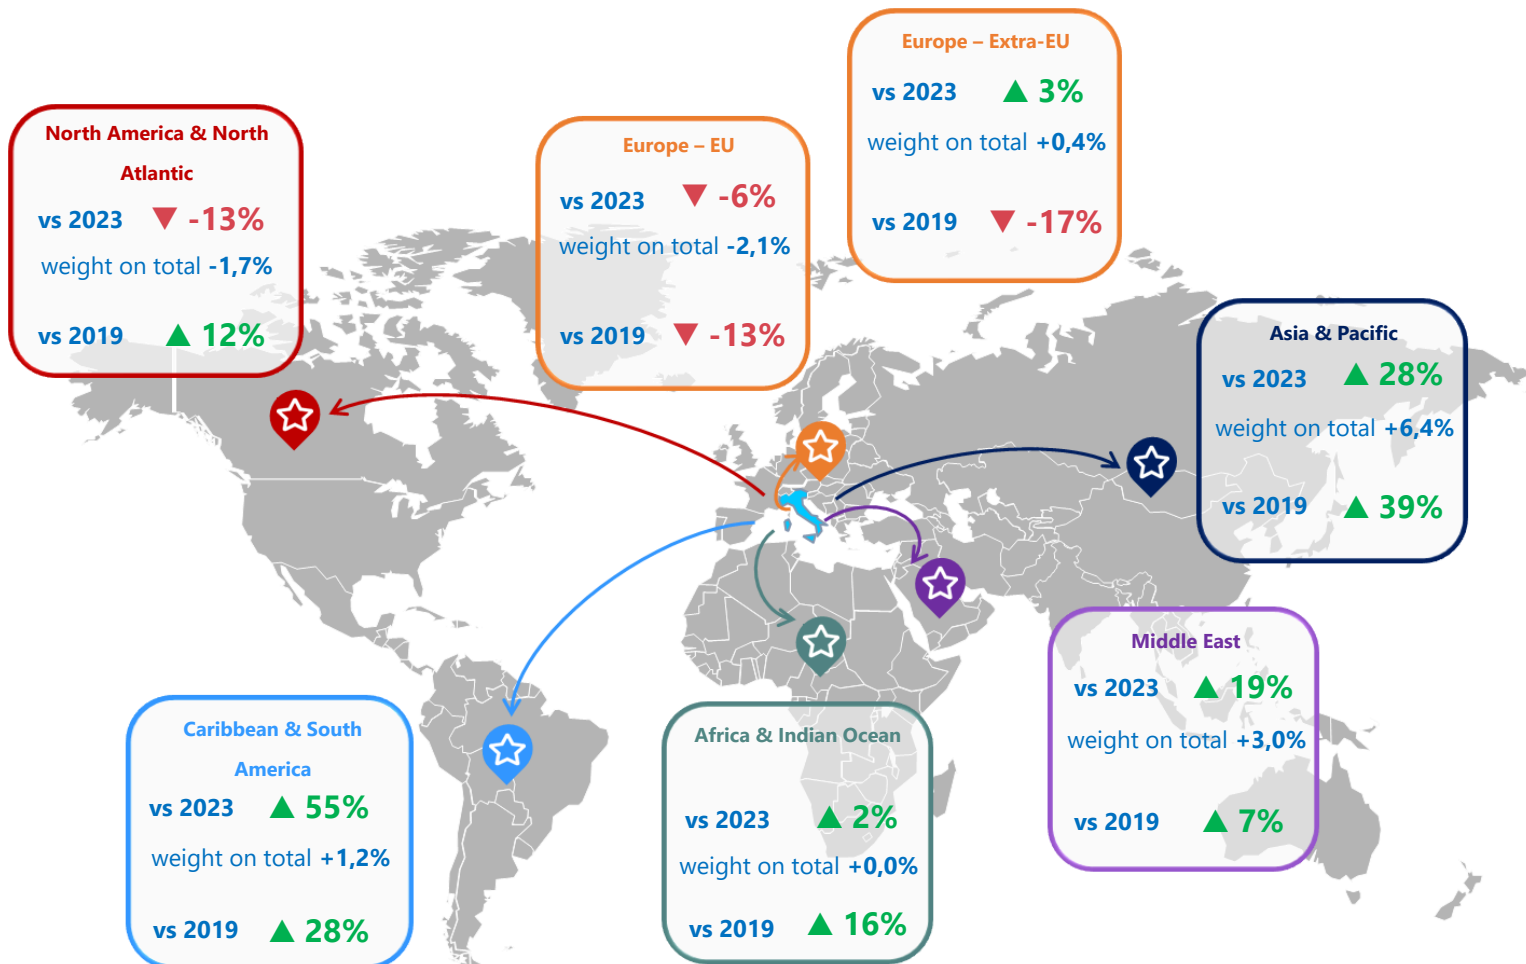 Europe – Extra-EU
vs 2023 ▲ 3%
weight on total +0,4%
vs 2019 ▼ -17%
North America & North
Atlantic
vs 2023 ▼ -13%
weight on total -1,7%
vs 2019 ▲ 12%
Europe – EU
vs 2023 ▼ -6%
weight on total -2,1%
vs 2019 ▼ -13%
Asia & Pacific
vs 2023 ▲ 28%
weight on total +6,4%
vs 2019 ▲ 39%
Middle East
vs 2023 ▲ 19%
weight on total +3,0%
vs 2019 ▲ 7%
Caribbean & South
America
vs 2023 ▲ 55%
weight on total +1,2%
vs 2019 ▲ 28%
Africa & Indian Ocean
vs 2023 ▲ 2%
weight on total +0,0%
vs 2019 ▲ 16%